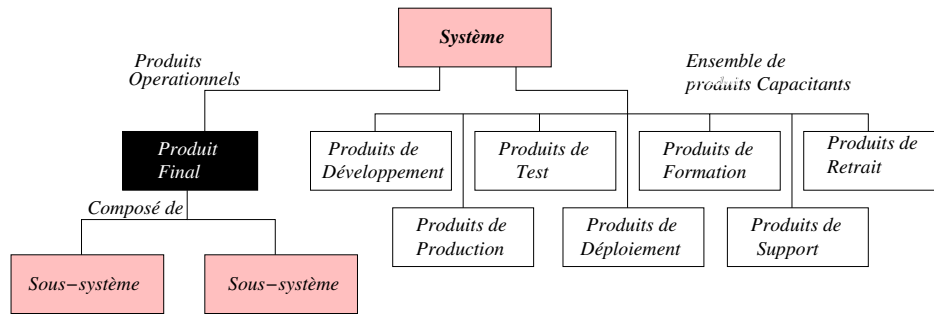 Système
Produits
Operationnels
Ensemble de
produits Capacitants
Produit
Final
Produits de
Développement
Produits de
Test
Produits de
Formation
Produits de
Retrait
Composé de
Produits de
Production
Produits de
Déploiement
Produits de
Support
Sous−système
Sous−système